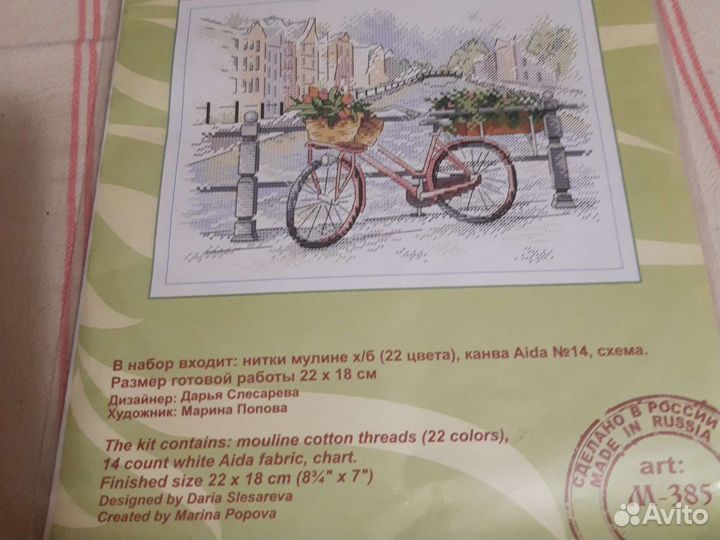 В набор входит: нитки мулине х/б (22 цвета), канва Aida №14, схема.
Размер готовой работы 22 x 18 см
Дизайнер: Дарья Слесарева
Художник: Марина Попова
The kit contains: mouline cotton threads (22 colors),
14 count white Aida fabric, chart.
Finished size 22 x 18 cm (8¾" x 7")
Designed by Daria Slesareva
Created by Marina Popova
СДЕЛАНО В РОССИИ
MADE IN RUSSIA
art:
М-385
Avito